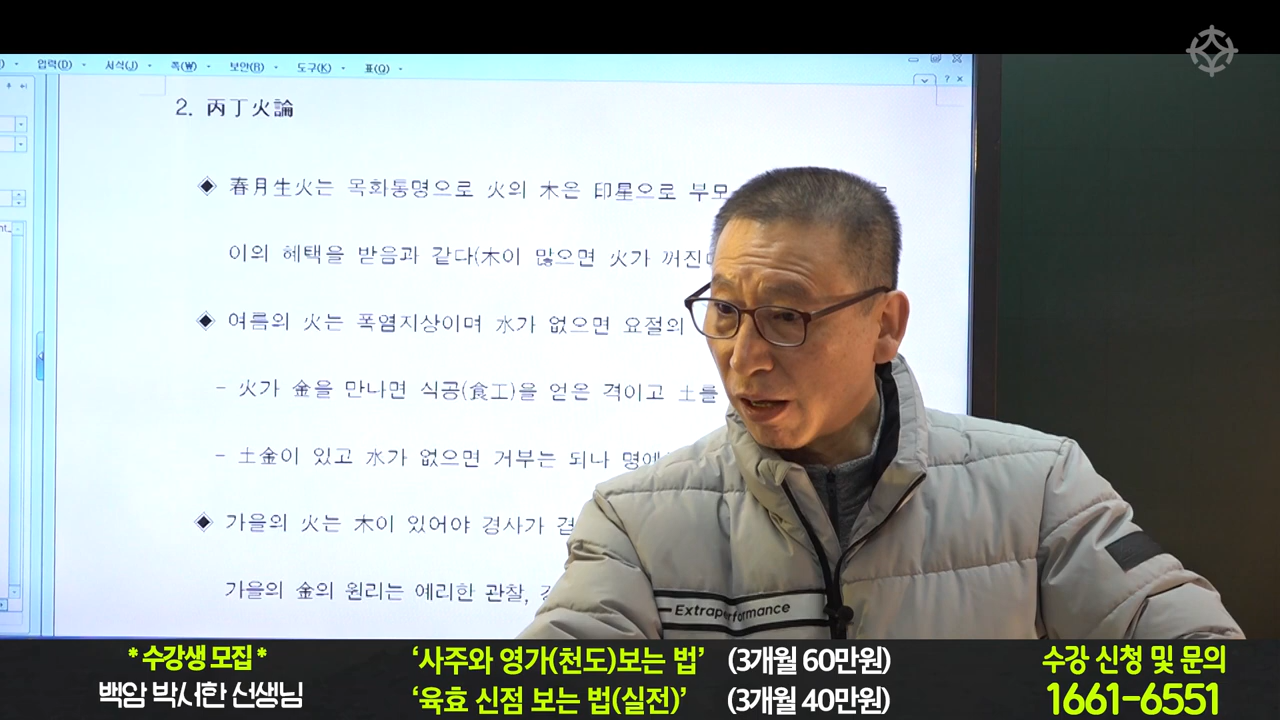 입력(D) 서식(J) 쪽(W) 보안(B) 도구(K) 표(Q)
2. 丙丁火論
◈ 春月生火는 목화통명으로 火의 木은 印星으로 부모
이의 혜택을 받음과 같다(木이 많으면 火가 꺼진
◈ 여름의 火는 폭염지상이며 水가 없으면 요절의
- 火가 金을 만나면 식공(食工)을 얻은 격이고 土를
- 土金이 있고 水가 없으면 거부는 되나 명에
◈ 가을의 火는 木이 있어야 경사가
가을의 金의 원리는 예리한 관찰,
Extraperformance
*수강생 모집*
백암 박시한 선생님
‘사주와 영가(천도)보는 법’ (3개월 60만원)
‘육효 신점 보는 법(실전)’ (3개월 40만원)
수강 신청 및 문의
1661-6551